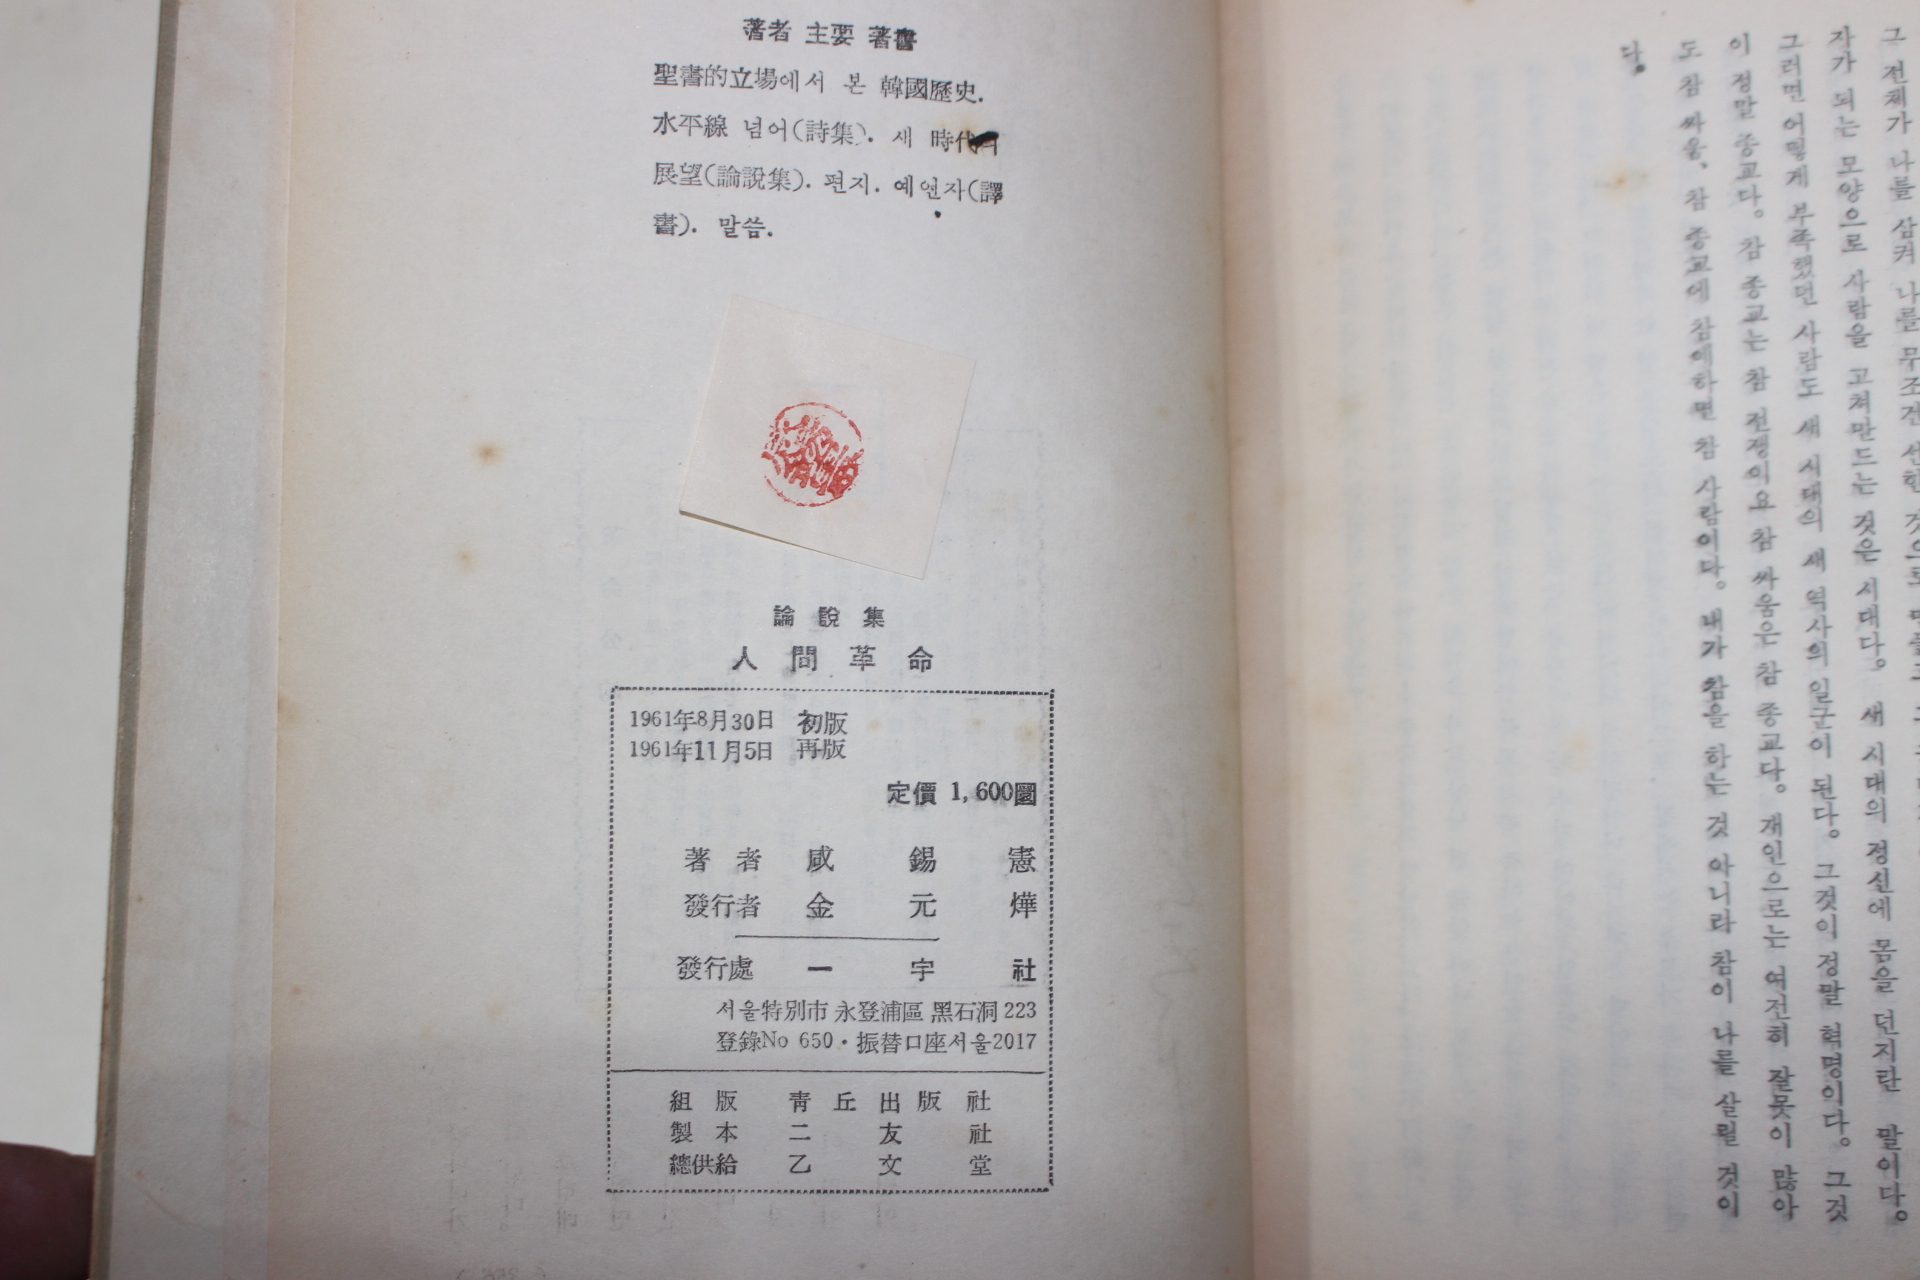 著者 主要 著書
聖書的立場에서 본 韓國歷史.
水平線 넘어(詩集). 새 時代의
展望(論說集). 편지. 예언자(譯
書). 말씀.
論說集
人間革命
1961年8月30日 初版
1961年11月5日 再版
定價 1,600圜
著者 咸錫憲
發行者 金元燁
發行處 一宇社
서울特別市 永登浦區 黑石洞 223
登錄No 650·振替口座서울2017
組版 靑丘出版社
製本 二友社
總供給 乙文堂
그 전체가 나를 삼켜 나를 무조건 선한 것으로
자가 되는 모양으로 사람을 고쳐만드는 것은 시대다. 새 시대의 정신에 몸을 던지란 말이다.
그러면 어떻게 부족했던 사람도 새 시대의 새 역사의 일군이 된다. 그것이 정말 혁명이다. 그것
이 정말 종교다. 참 종교는 참 전쟁이요 참 싸움은 참 종교다. 개인으로는 여전히 잘못이 많아
도 참 싸움, 참 종교에 참예하면 참 사람이다. 내가 참을 하는 것 아니라 참이 나를 살릴 것이
다.